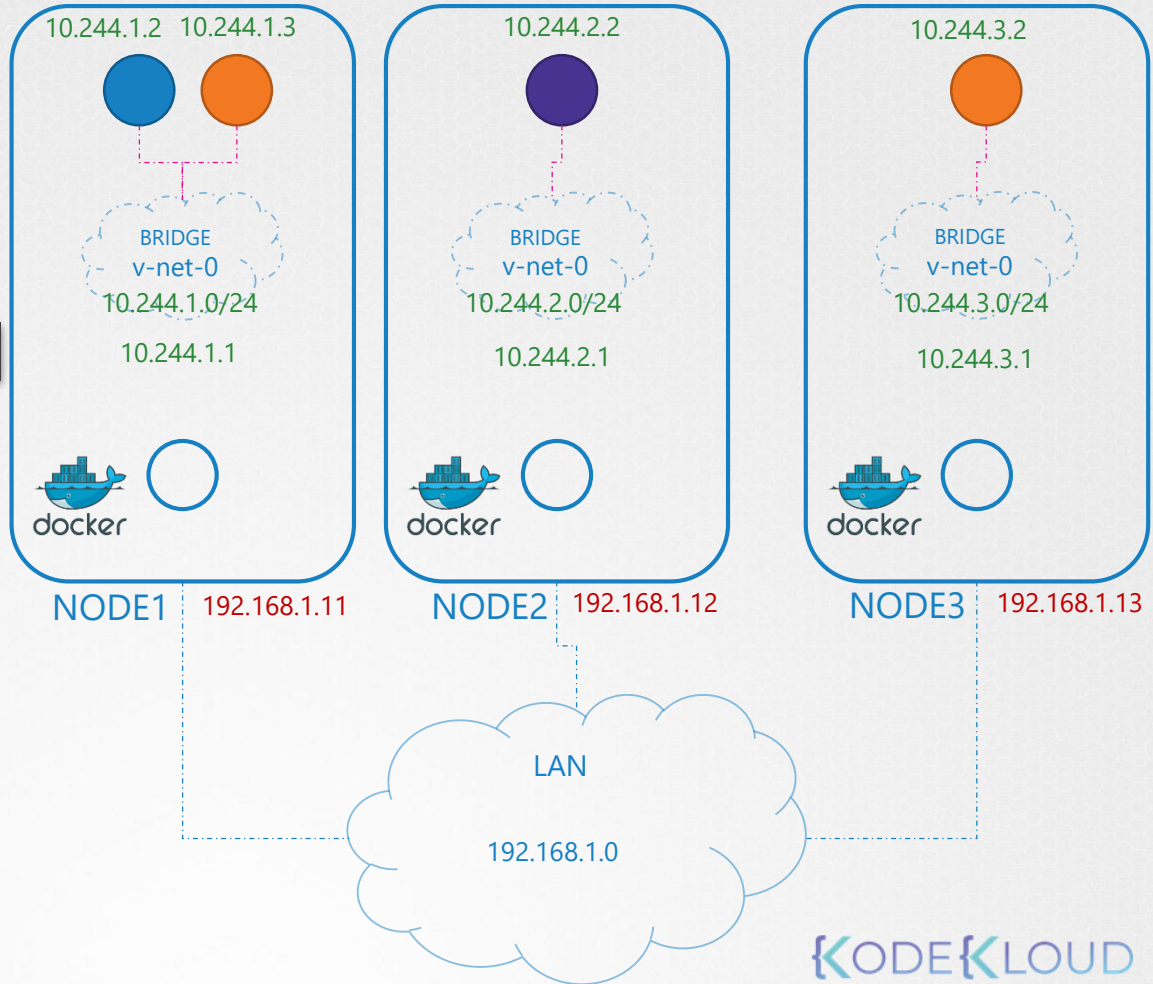 10.244.1.2 10.244.1.3
BRIDGE
v-net-0
10.244.1.0/24
10.244.1.1
docker
NODE1
192.168.1.11
10.244.2.2
BRIDGE
v-net-0
10.244.2.0/24
10.244.2.1
docker
NODE2
192.168.1.12
10.244.3.2
BRIDGE
v-net-0
10.244.3.0/24
10.244.3.1
docker
NODE3
192.168.1.13
LAN
192.168.1.0
{KODE{KLOUD